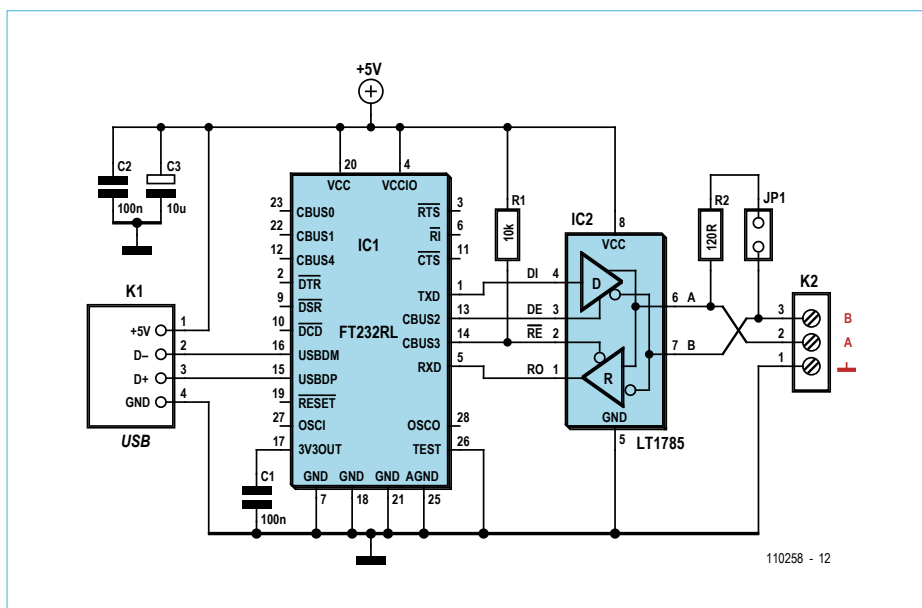 +5V
C2
100n
C3
10u
K1
+5V 1
D– 2
D+ 3
GND 4
USB
20
VCC
4
VCCIO
23 CBUS0
22 CBUS1
12 CBUS4
2 DTR
9 DSR
10 DCD
16 USBDM
15 USBDP
19 RESET
27 OSCI
17 3V3OUT
IC1
FT232RL
RTS 3
RI 6
CTS 11
TXD 1
CBUS2 13
CBUS3 14
RXD 5
OSCO 28
TEST 26
GND GND GND AGND
7 18 21 25
C1
100n
R1
10k
DI 4
DE 3
RE 2
RO 1
IC2
8
VCC
D
R
GND
5
LT1785
6 A
7 B
R2
120R
JP1
K2
3 B
2 A
1
110258 - 12